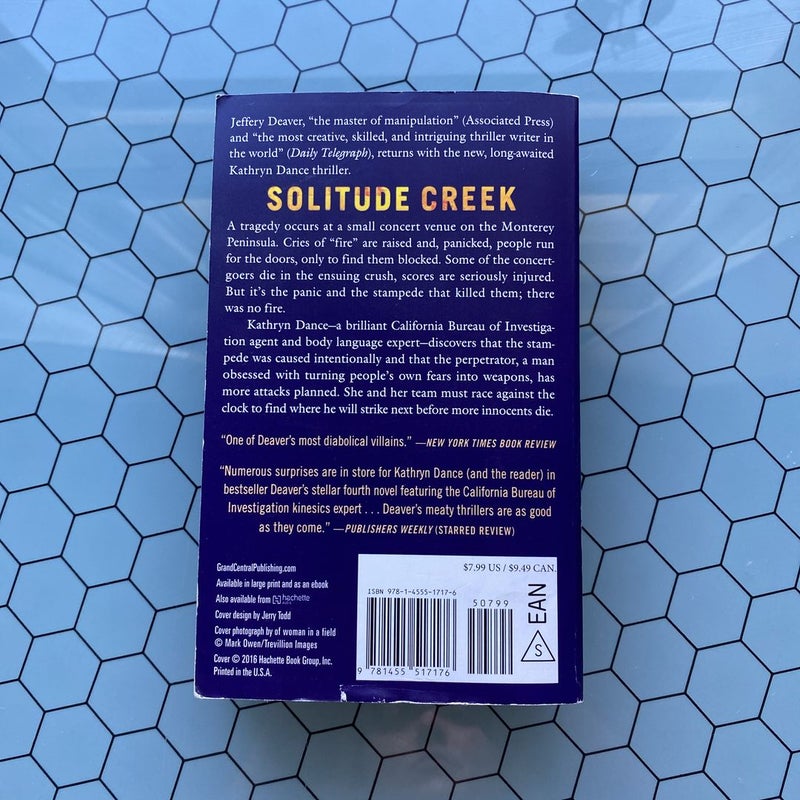 Jeffery Deaver, “the master of manipulation” (Associated Press)
and “the most creative, skilled, and intriguing thriller writer in
the world” (Daily Telegraph), returns with the new, long-awaited
Kathryn Dance thriller.
SOLITUDE CREEK
A tragedy occurs at a small concert venue on the Monterey
Peninsula. Cries of “fire” are raised and, panicked, people run
for the doors, only to find them blocked. Some of the concert-
goers die in the ensuing crush, scores are seriously injured.
But it’s the panic and the stampede that killed them; there
was no fire.
Kathryn Dance—a brilliant California Bureau of Investiga-
tion agent and body language expert—discovers that the stam-
pede was caused intentionally and that the perpetrator, a man
obsessed with turning people’s own fears into weapons, has
more attacks planned. She and her team must race against the
clock to find where he will strike next before more innocents die.
“One of Deaver’s most diabolical villains.” —NEW YORK TIMES BOOK REVIEW
“Numerous surprises are in store for Kathryn Dance (and the reader) in
bestseller Deaver’s stellar fourth novel featuring the California Bureau of
Investigation kinesics expert . . . Deaver’s meaty thrillers are as good
as they come.” —PUBLISHERS WEEKLY (STARRED REVIEW)
GrandCentralPublishing.com
Available in large print and as an ebook
Also available from hachette
Cover design by Jerry Todd
Cover photograph by of woman in a field
© Mark Owen/Trevillion Images
Cover © 2016 Hachette Book Group, Inc.
Printed in the U.S.A.
$7.99 US / $9.49 CAN.
ISBN 978-1-4555-1717-6
50799
9 781455 517176
EAN
S